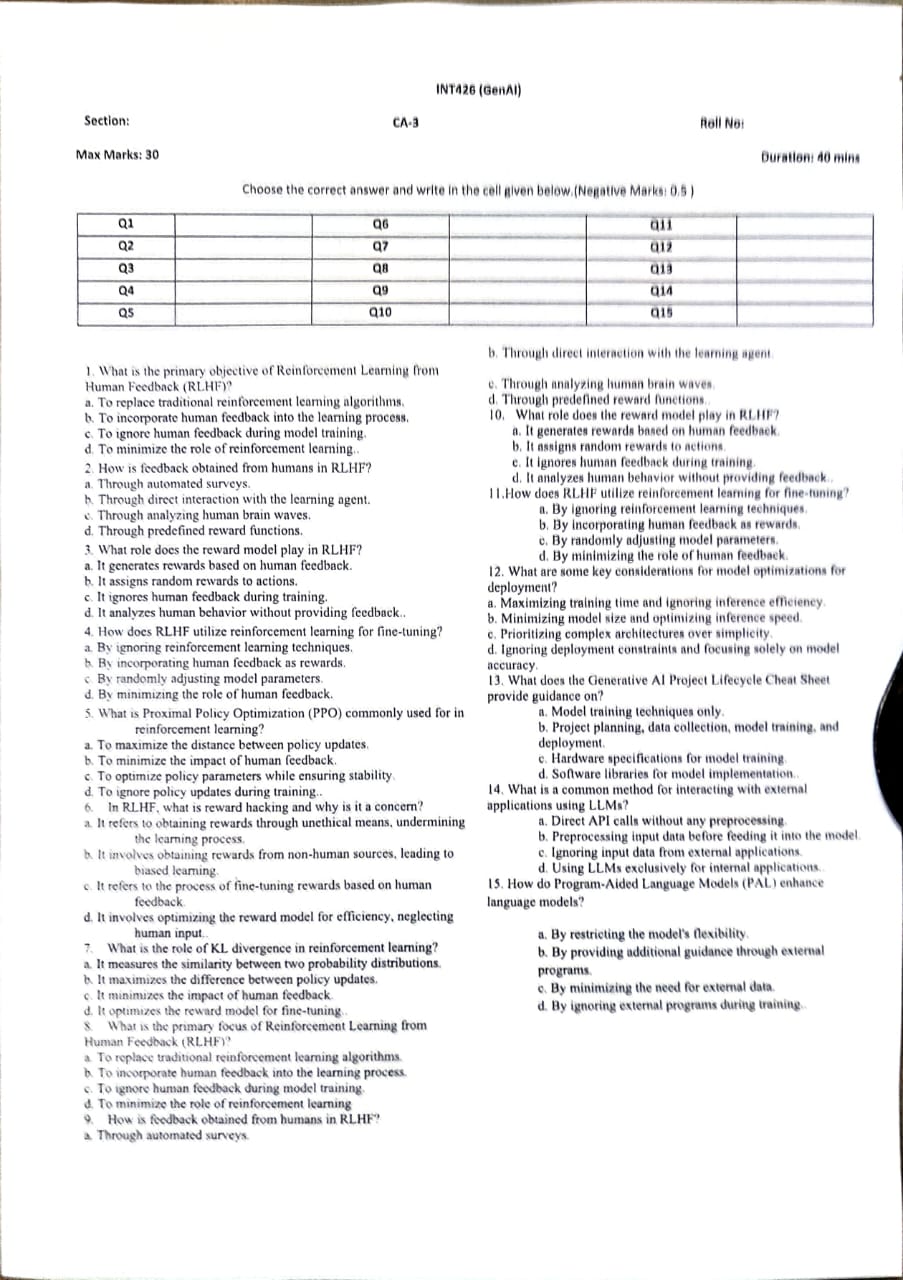 INT426 (GenAI)
Section: CA-3 Roll No:
Max Marks: 30 Duration: 40 mins
Choose the correct answer and write in the cell given below.(Negative Marks: 0.5 )
Q1 Q6 Q11
Q2 Q7 Q12
Q3 Q8 Q13
Q4 Q9 Q14
Q5 Q10 Q15
1. What is the primary objective of Reinforcement Learning from
Human Feedback (RLHF)?
a. To replace traditional reinforcement learning algorithms.
b. To incorporate human feedback into the learning process.
c. To ignore human feedback during model training.
d. To minimize the role of reinforcement learning..
2. How is feedback obtained from humans in RLHF?
a. Through automated surveys.
b. Through direct interaction with the learning agent.
c. Through analyzing human brain waves.
d. Through predefined reward functions.
3. What role does the reward model play in RLHF?
a. It generates rewards based on human feedback.
b. It assigns random rewards to actions.
c. It ignores human feedback during training.
d. It analyzes human behavior without providing feedback..
4. How does RLHF utilize reinforcement learning for fine-tuning?
a. By ignoring reinforcement learning techniques.
b. By incorporating human feedback as rewards.
c. By randomly adjusting model parameters.
d. By minimizing the role of human feedback.
5. What is Proximal Policy Optimization (PPO) commonly used for in
reinforcement learning?
a. To maximize the distance between policy updates.
b. To minimize the impact of human feedback.
c. To optimize policy parameters while ensuring stability.
d. To ignore policy updates during training..
6. In RLHF, what is reward hacking and why is it a concern?
a. It refers to obtaining rewards through unethical means, undermining
the learning process.
b. It involves obtaining rewards from non-human sources, leading to
biased learning.
c. It refers to the process of fine-tuning rewards based on human
feedback.
d. It involves optimizing the reward model for efficiency, neglecting
human input..
7. What is the role of KL divergence in reinforcement learning?
a. It measures the similarity between two probability distributions.
b. It maximizes the difference between policy updates.
c. It minimizes the impact of human feedback.
d. It optimizes the reward model for fine-tuning..
8. What is the primary focus of Reinforcement Learning from
Human Feedback (RLHF)?
a. To replace traditional reinforcement learning algorithms.
b. To incorporate human feedback into the learning process.
c. To ignore human feedback during model training.
d. To minimize the role of reinforcement learning
9. How is feedback obtained from humans in RLHF?
a. Through automated surveys.
b. Through direct interaction with the learning agent.
c. Through analyzing human brain waves.
d. Through predefined reward functions..
10. What role does the reward model play in RLHF?
a. It generates rewards based on human feedback.
b. It assigns random rewards to actions.
c. It ignores human feedback during training.
d. It analyzes human behavior without providing feedback..
11.How does RLHF utilize reinforcement learning for fine-tuning?
a. By ignoring reinforcement learning techniques.
b. By incorporating human feedback as rewards.
c. By randomly adjusting model parameters.
d. By minimizing the role of human feedback.
12. What are some key considerations for model optimizations for
deployment?
a. Maximizing training time and ignoring inference efficiency.
b. Minimizing model size and optimizing inference speed.
c. Prioritizing complex architectures over simplicity.
d. Ignoring deployment constraints and focusing solely on model
accuracy.
13. What does the Generative AI Project Lifecycle Cheat Sheet
provide guidance on?
a. Model training techniques only.
b. Project planning, data collection, model training, and
deployment.
c. Hardware specifications for model training.
d. Software libraries for model implementation..
14. What is a common method for interacting with external
applications using LLMs?
a. Direct API calls without any preprocessing.
b. Preprocessing input data before feeding it into the model.
c. Ignoring input data from external applications.
d. Using LLMs exclusively for internal applications.
15. How do Program-Aided Language Models (PAL) enhance
language models?
a. By restricting the model's flexibility.
b. By providing additional guidance through external
programs.
c. By minimizing the need for external data.
d. By ignoring external programs during training..